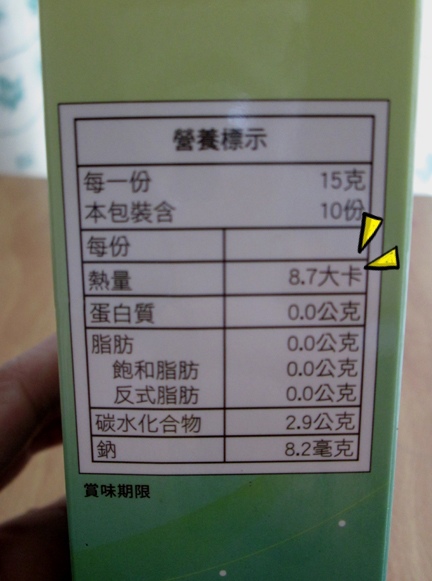 營養標示
每一份 15克
本包裝含 10份
每份
熱量 8.7大卡
蛋白質 0.0公克
脂肪 0.0公克
飽和脂肪 0.0公克
反式脂肪 0.0公克
碳水化合物 2.9公克
鈉 8.2毫克
賞味期限